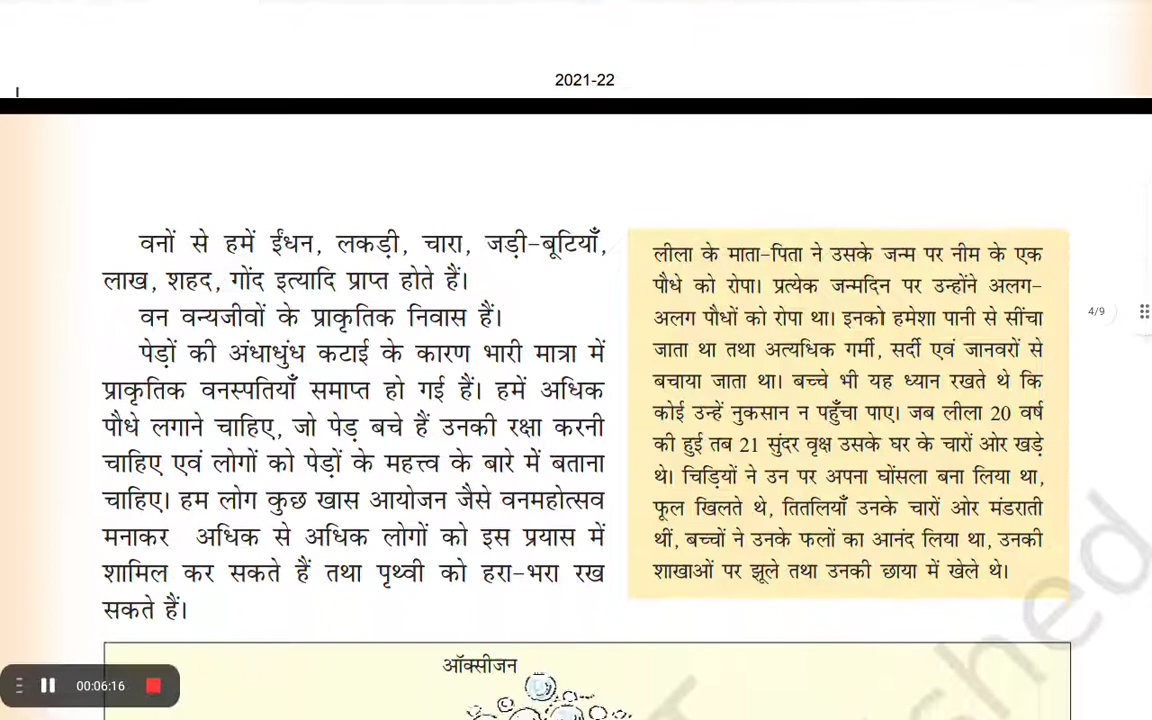 2021-22
वनों से हमें ईंधन, लकड़ी, चारा, जड़ी-बूटियाँ,
लाख, शहद, गोंद इत्यादि प्राप्त होते हैं।
वन वन्यजीवों के प्राकृतिक निवास हैं।
पेड़ों की अंधाधुंध कटाई के कारण भारी मात्रा में
प्राकृतिक वनस्पतियाँ समाप्त हो गई हैं। हमें अधिक
पौधे लगाने चाहिए, जो पेड़ बचे हैं उनकी रक्षा करनी
चाहिए एवं लोगों को पेड़ों के महत्त्व के बारे में बताना
चाहिए। हम लोग कुछ खास आयोजन जैसे वनमहोत्सव
मनाकर अधिक से अधिक लोगों को इस प्रयास में
शामिल कर सकते हैं तथा पृथ्वी को हरा-भरा रख
सकते हैं।
लीला के माता-पिता ने उसके जन्म पर नीम के एक
पौधे को रोपा। प्रत्येक जन्मदिन पर उन्होंने अलग-
अलग पौधों को रोपा था। इनको हमेशा पानी से सींचा
जाता था तथा अत्यधिक गर्मी, सर्दी एवं जानवरों से
बचाया जाता था। बच्चे भी यह ध्यान रखते थे कि
कोई उन्हें नुकसान न पहुँचा पाए। जब लीला 20 वर्ष
की हुई तब 21 सुंदर वृक्ष उसके घर के चारों ओर खड़े
थे। चिड़ियों ने उन पर अपना घोंसला बना लिया था,
फूल खिलते थे, तितलियाँ उनके चारों ओर मंडराती
थीं, बच्चों ने उनके फलों का आनंद लिया था, उनकी
शाखाओं पर झूले तथा उनकी छाया में खेले थे।
4/9
ऑक्सीजन
00:06:16